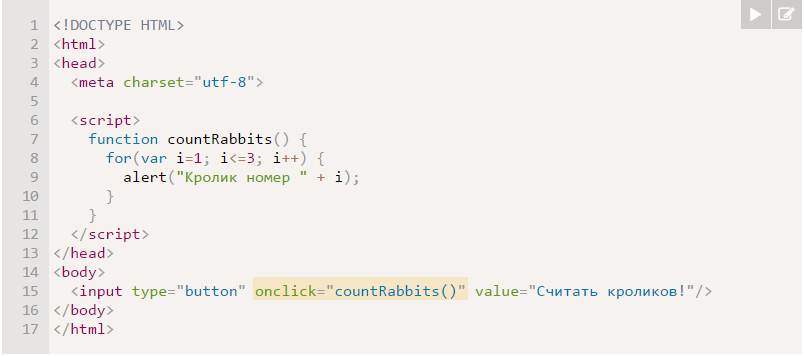 1 <!DOCTYPE HTML>
2 <html>
3 <head>
4   <meta charset="utf-8">
5
6   <script>
7     function countRabbits() {
8       for(var i=1; i<=3; i++) {
9         alert("Кролик номер " + i);
10       }
11     }
12   </script>
13 </head>
14 <body>
15   <input type="button" onclick="countRabbits()" value="Считать кроликов!"/>
16 </body>
17 </html>